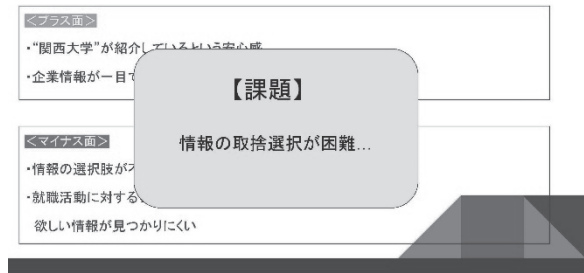 <プラス面>
・“関西大学”が紹介しているという安心感
・企業情報が一目で
【課題】
情報の取捨選択が困難…
<マイナス面>
・情報の選択肢が
・就職活動に対する
欲しい情報が見つかりにくい